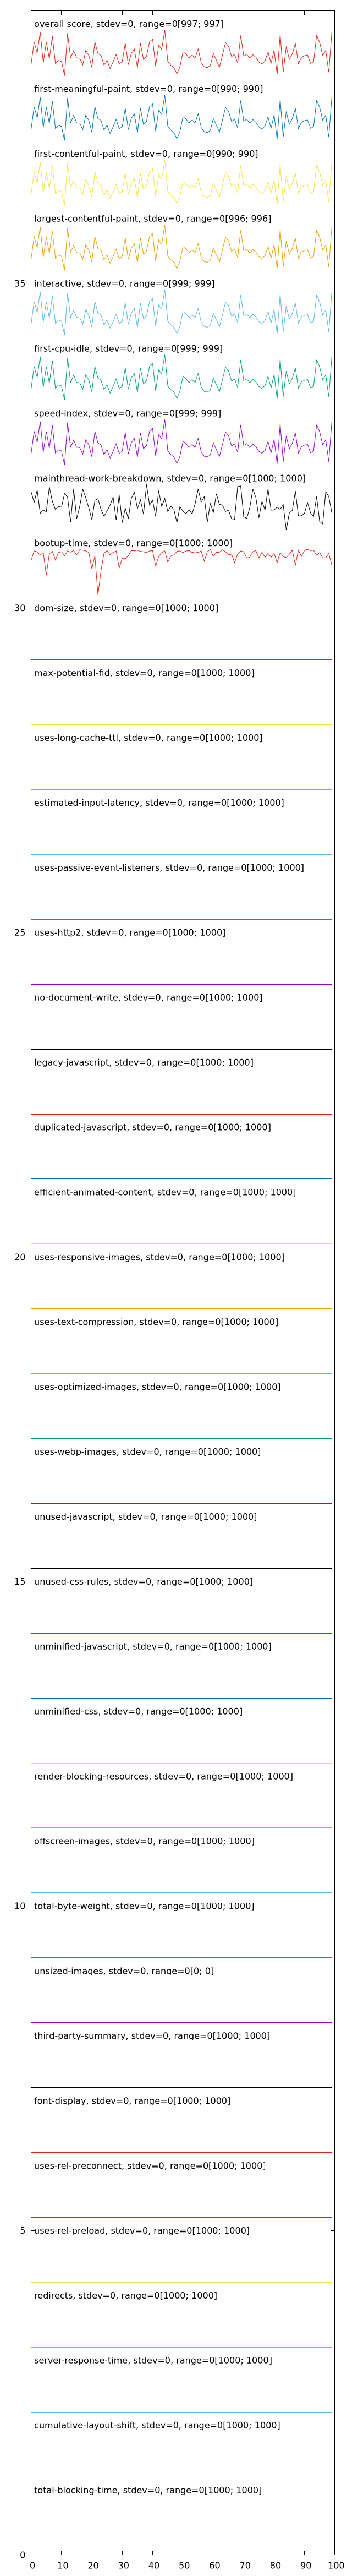 overall score, stdev=0, range=0[997; 997]
first-meaningful-paint, stdev=0, range=0[990; 990]
first-contentful-paint, stdev=0, range=0[990; 990]
largest-contentful-paint, stdev=0, range=0[996; 996]
35 interactive, stdev=0, range=0[999; 999]
first-cpu-idle, stdev=0, range=0[999; 999]
speed-index, stdev=0, range=0[999; 999]
mainthread-work-breakdown, stdev=0, range=0[1000; 1000]
bootup-time, stdev=0, range=0[1000; 1000]
30 dom-size, stdev=0, range=0[1000; 1000]
max-potential-fid, stdev=0, range=0[1000; 1000]
uses-long-cache-ttl, stdev=0, range=0[1000; 1000]
estimated-input-latency, stdev=0, range=0[1000; 1000]
uses-passive-event-listeners, stdev=0, range=0[1000; 1000]
25 uses-http2, stdev=0, range=0[1000; 1000]
no-document-write, stdev=0, range=0[1000; 1000]
legacy-javascript, stdev=0, range=0[1000; 1000]
duplicated-javascript, stdev=0, range=0[1000; 1000]
efficient-animated-content, stdev=0, range=0[1000; 1000]
20 uses-responsive-images, stdev=0, range=0[1000; 1000]
uses-text-compression, stdev=0, range=0[1000; 1000]
uses-optimized-images, stdev=0, range=0[1000; 1000]
uses-webp-images, stdev=0, range=0[1000; 1000]
unused-javascript, stdev=0, range=0[1000; 1000]
15 unused-css-rules, stdev=0, range=0[1000; 1000]
unminified-javascript, stdev=0, range=0[1000; 1000]
unminified-css, stdev=0, range=0[1000; 1000]
render-blocking-resources, stdev=0, range=0[1000; 1000]
offscreen-images, stdev=0, range=0[1000; 1000]
10 total-byte-weight, stdev=0, range=0[1000; 1000]
unsized-images, stdev=0, range=0[0; 0]
third-party-summary, stdev=0, range=0[1000; 1000]
font-display, stdev=0, range=0[1000; 1000]
uses-rel-preconnect, stdev=0, range=0[1000; 1000]
5 uses-rel-preload, stdev=0, range=0[1000; 1000]
redirects, stdev=0, range=0[1000; 1000]
server-response-time, stdev=0, range=0[1000; 1000]
cumulative-layout-shift, stdev=0, range=0[1000; 1000]
total-blocking-time, stdev=0, range=0[1000; 1000]
0
0 10 20 30 40 50 60 70 80 90 100